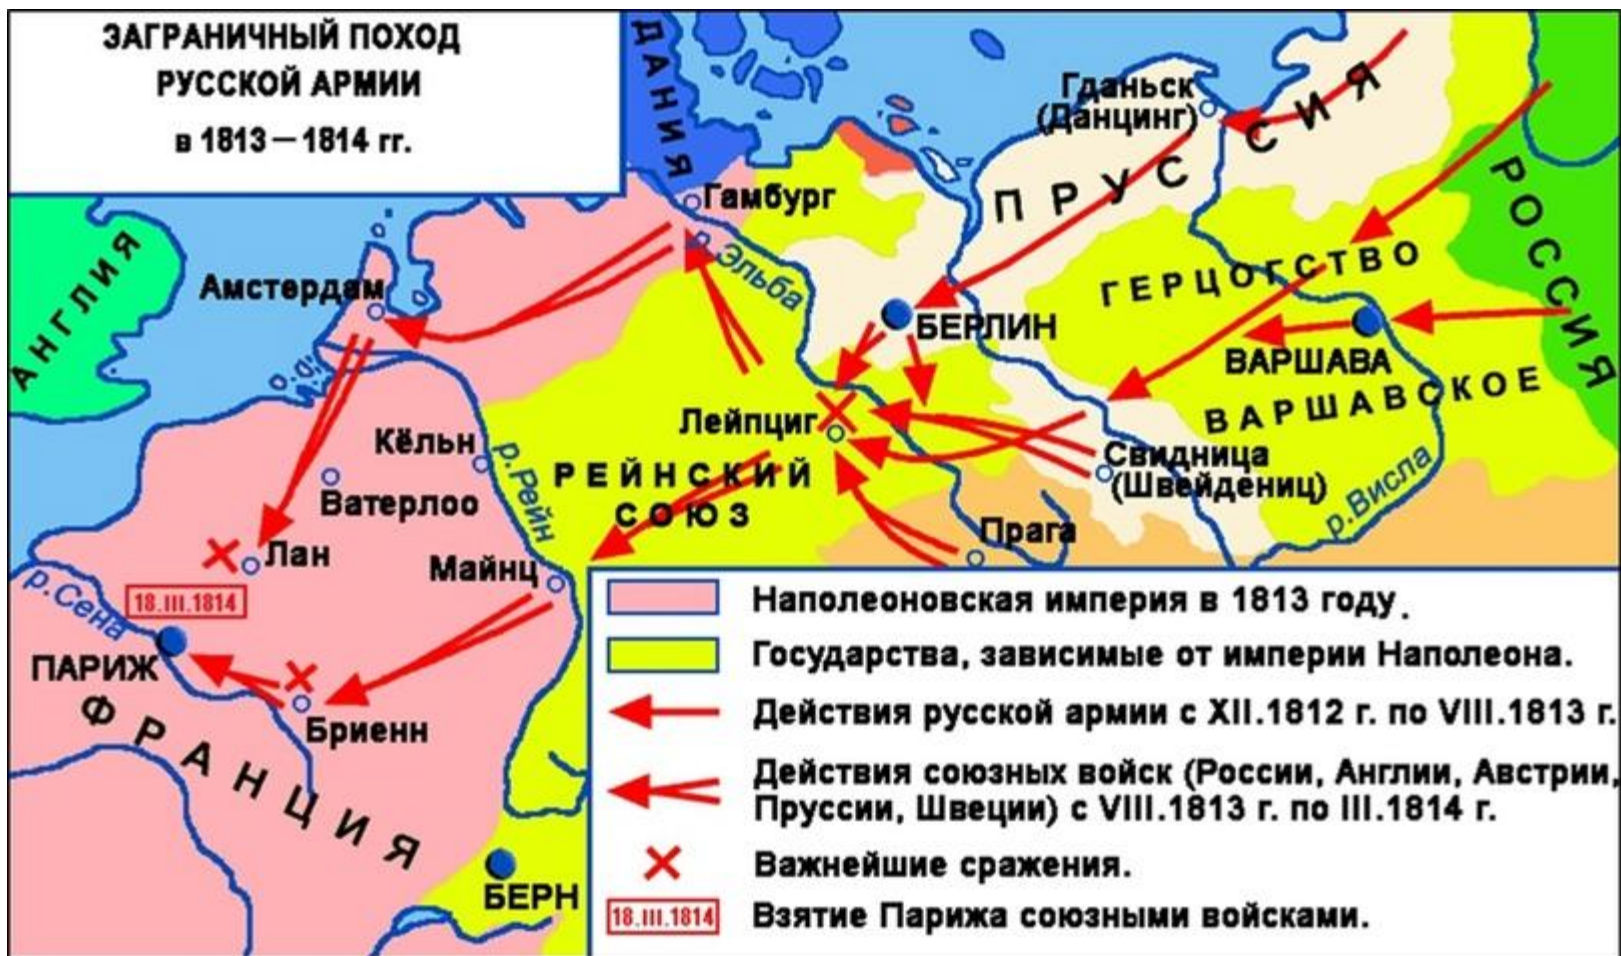 ЗАГРАНИЧНЫЙ ПОХОД
РУССКОЙ АРМИИ
в 1813 – 1814 гг.
ДАНИЯ
Гданьск
(Данцинг)
ПРУССИЯ
РОССИЯ
Гамбург
р.Эльба
АНГЛИЯ
Амстердам
БЕРЛИН
ГЕРЦОГСТВО
ВАРШАВА
ВАРШАВСКОЕ
Лейпциг
Кёльн
р.Рейн
РЕЙНСКИЙ
СОЮЗ
Свидница
(Швейдениц)
р.Висла
Ватерлоо
Прага
Лан
Майнц
р.Сена
18.III.1814
ПАРИЖ
Бриенн
ФРАНЦИЯ
БЕРН
Наполеоновская империя в 1813 году.
Государства, зависимые от империи Наполеона.
Действия русской армии с XII.1812 г. по VIII.1813 г.
Действия союзных войск (России, Англии, Австрии,
Пруссии, Швеции) с VIII.1813 г. по III.1814 г.
Важнейшие сражения.
18.III.1814
Взятие Парижа союзными войсками.